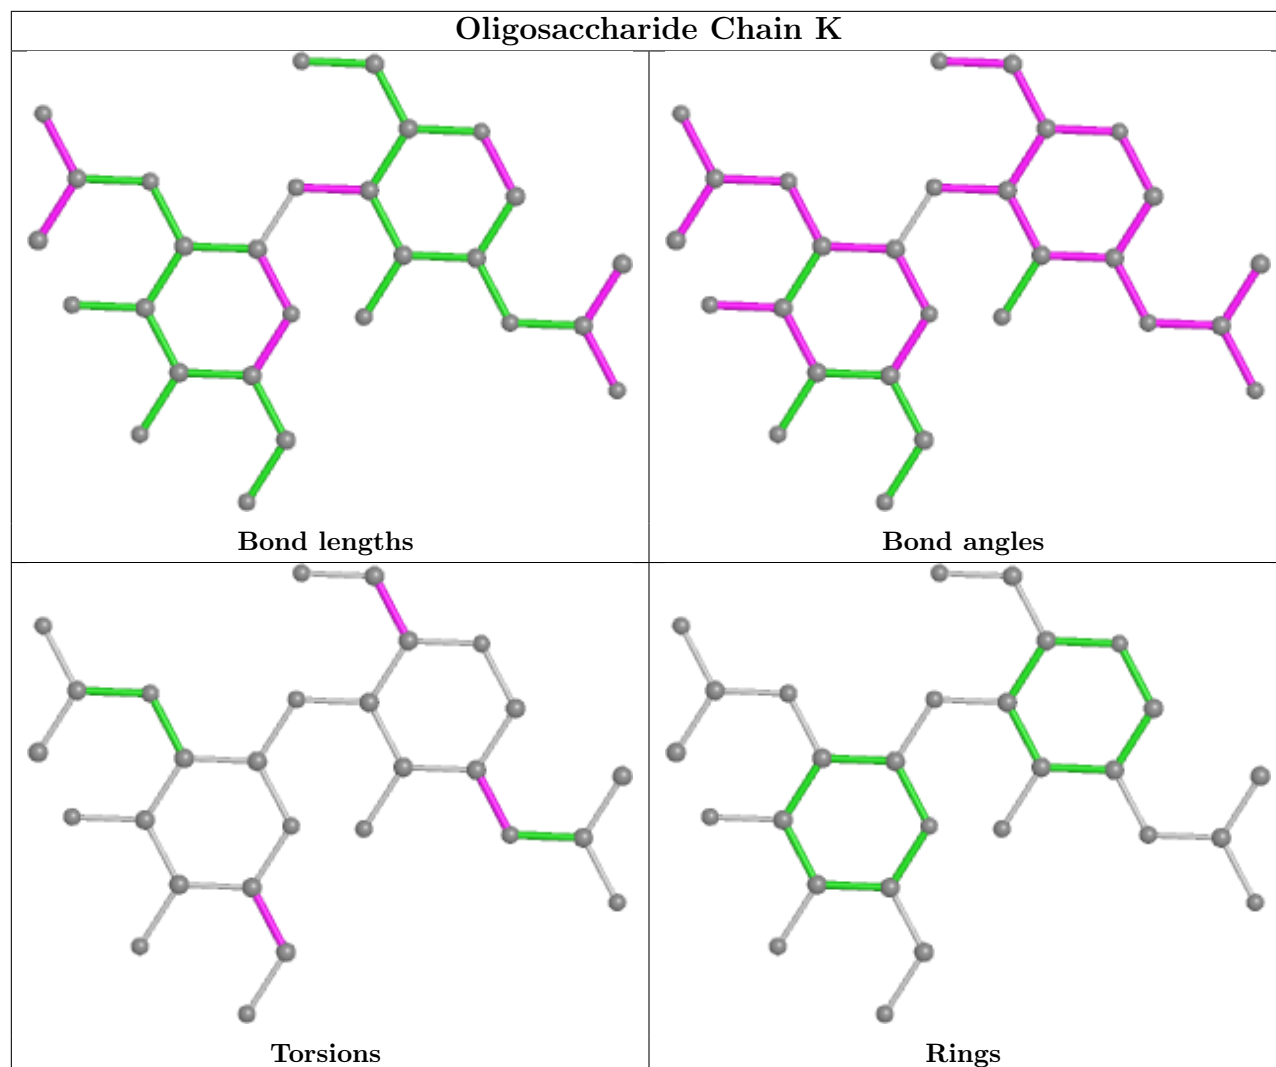 Oligosaccharide Chain K
Bond lengths
Bond angles
Torsions
Rings